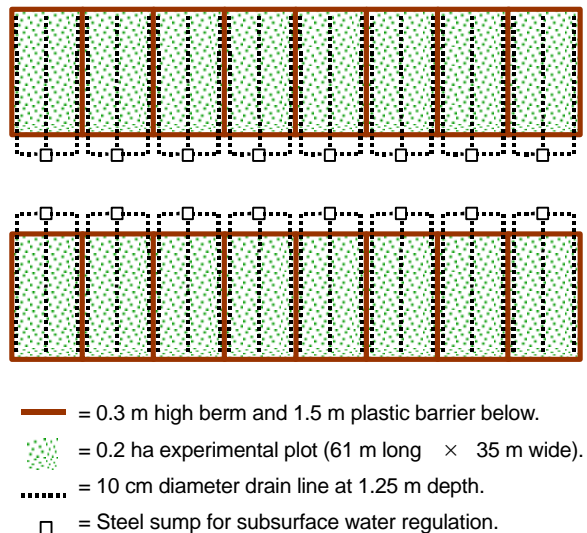 = 0.3 m high berm and 1.5 m plastic barrier below.
= 0.2 ha experimental plot (61 m long × 35 m wide).
= 10 cm diameter drain line at 1.25 m depth.
= Steel sump for subsurface water regulation.